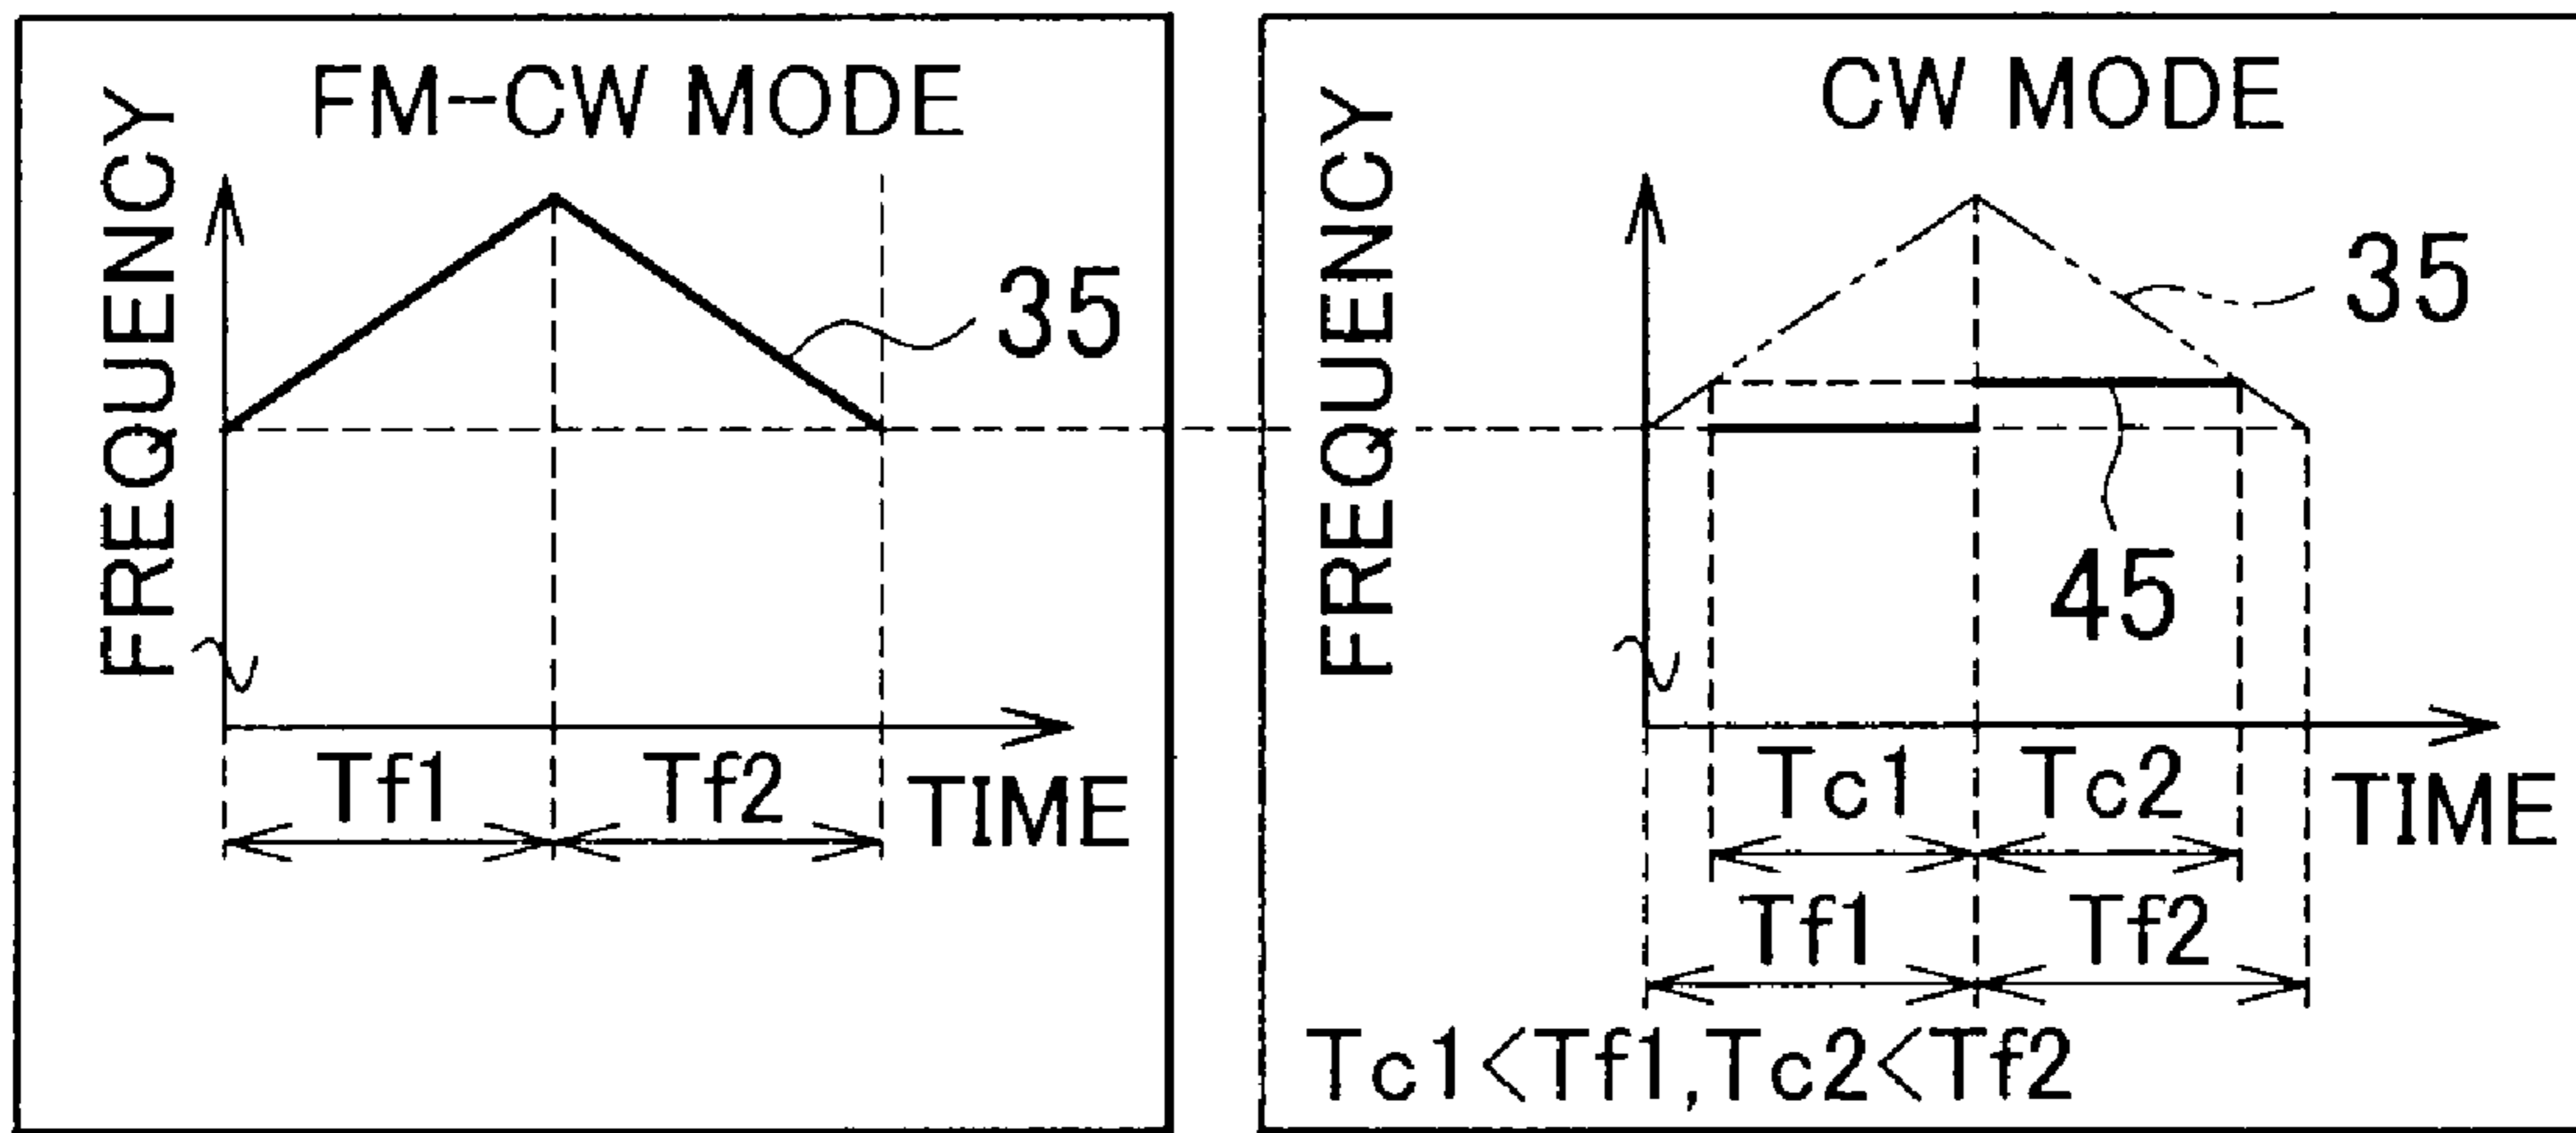 FM-CW MODE
FREQUENCY
35
Tf1
Tf2
TIME
CW MODE
FREQUENCY
35
45
Tc1
Tc2
TIME
Tf1
Tf2
Tc1<Tf1,Tc2<Tf2